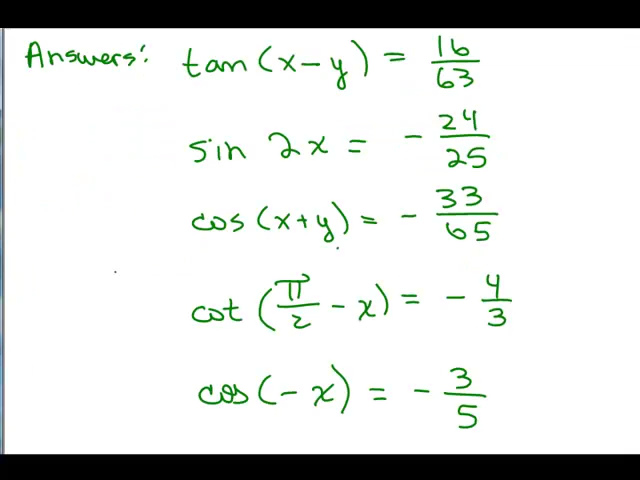 Answers: tan(x-y) = 16/63
sin 2x = -24/25
cos(x+y) = -33/65
cot(π/2 - x) = -4/3
cos(-x) = -3/5